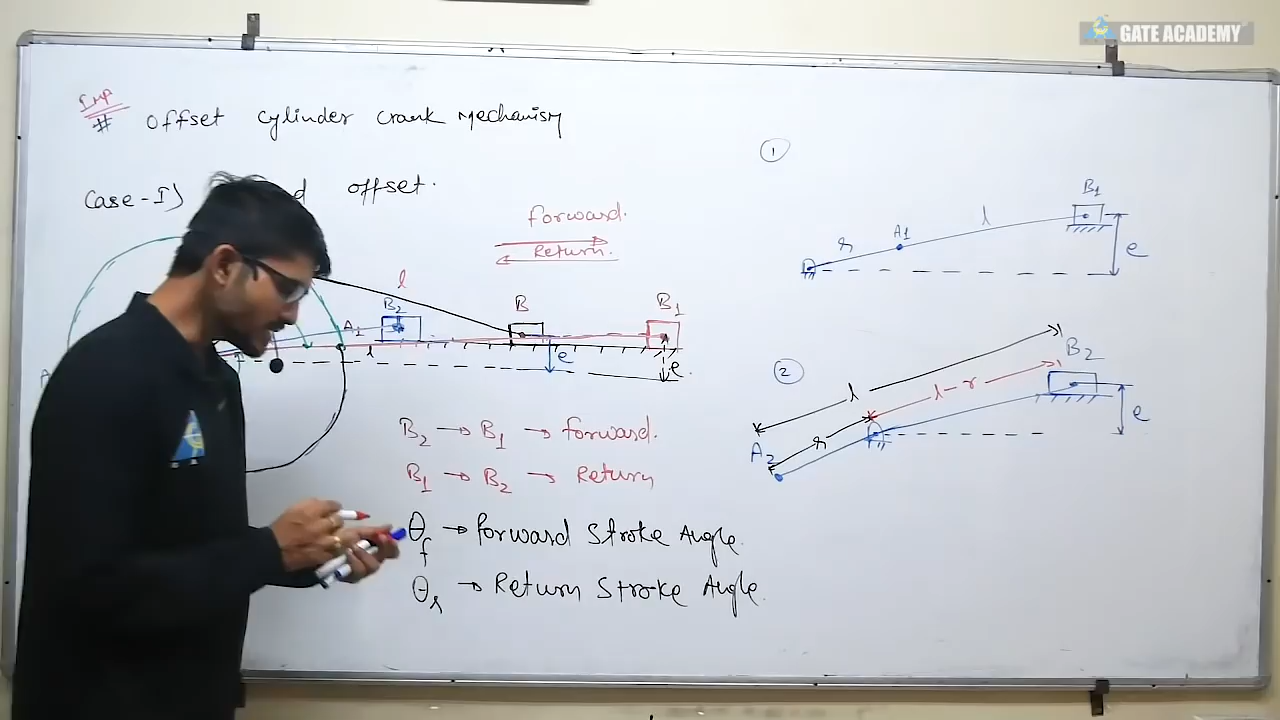 GATE ACADEMY
Imp
# offset cylinder crank Mechanism
Case-I) d offset.
forward.
Return.
l
A1
B2
B
B1
e
e
A
B2 → B1 → forward.
B1 → B2 → Return
θf → forward Stroke Angle.
θr → Return Stroke Angle.
1
r
A1
l
B1
e
2
l
l-r
B2
r
A2
e